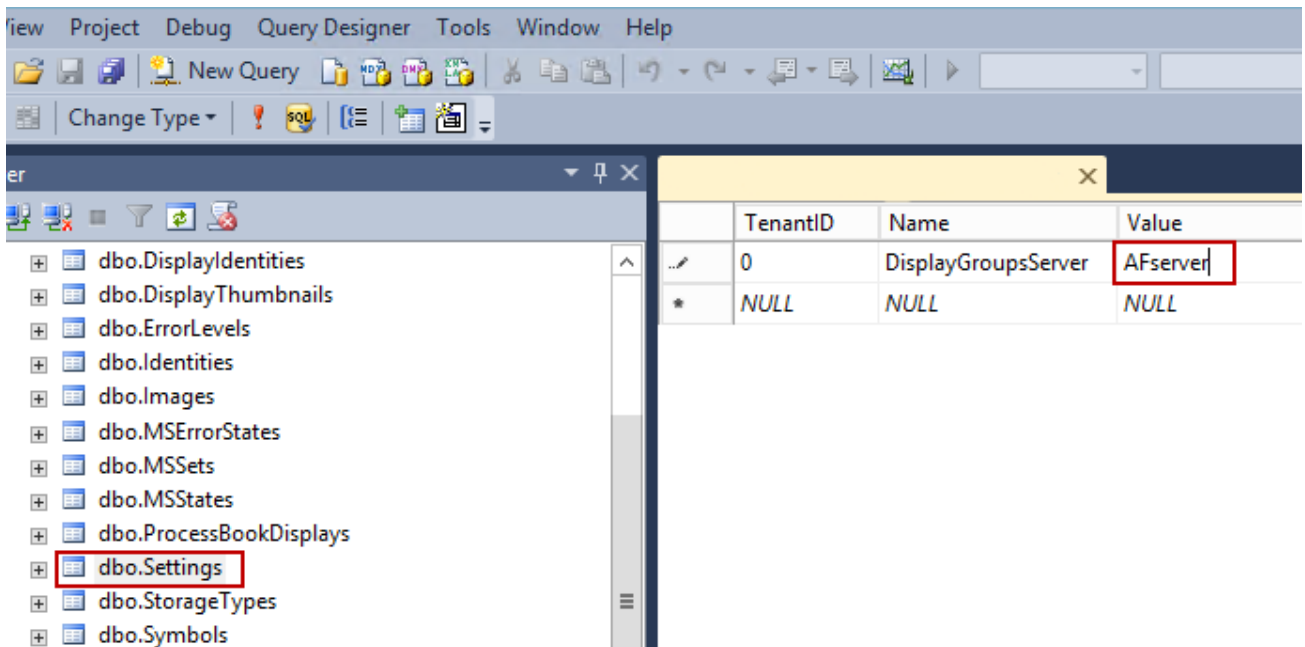 View Project Debug Query Designer Tools Window Help
New Query
Change Type
er
dbo.DisplayIdentities
dbo.DisplayThumbnails
dbo.ErrorLevels
dbo.Identities
dbo.Images
dbo.MSErrorStates
dbo.MSSets
dbo.MSStates
dbo.ProcessBookDisplays
dbo.Settings
dbo.StorageTypes
dbo.Symbols
TenantID Name Value
0 DisplayGroupsServer AFserver
NULL NULL NULL